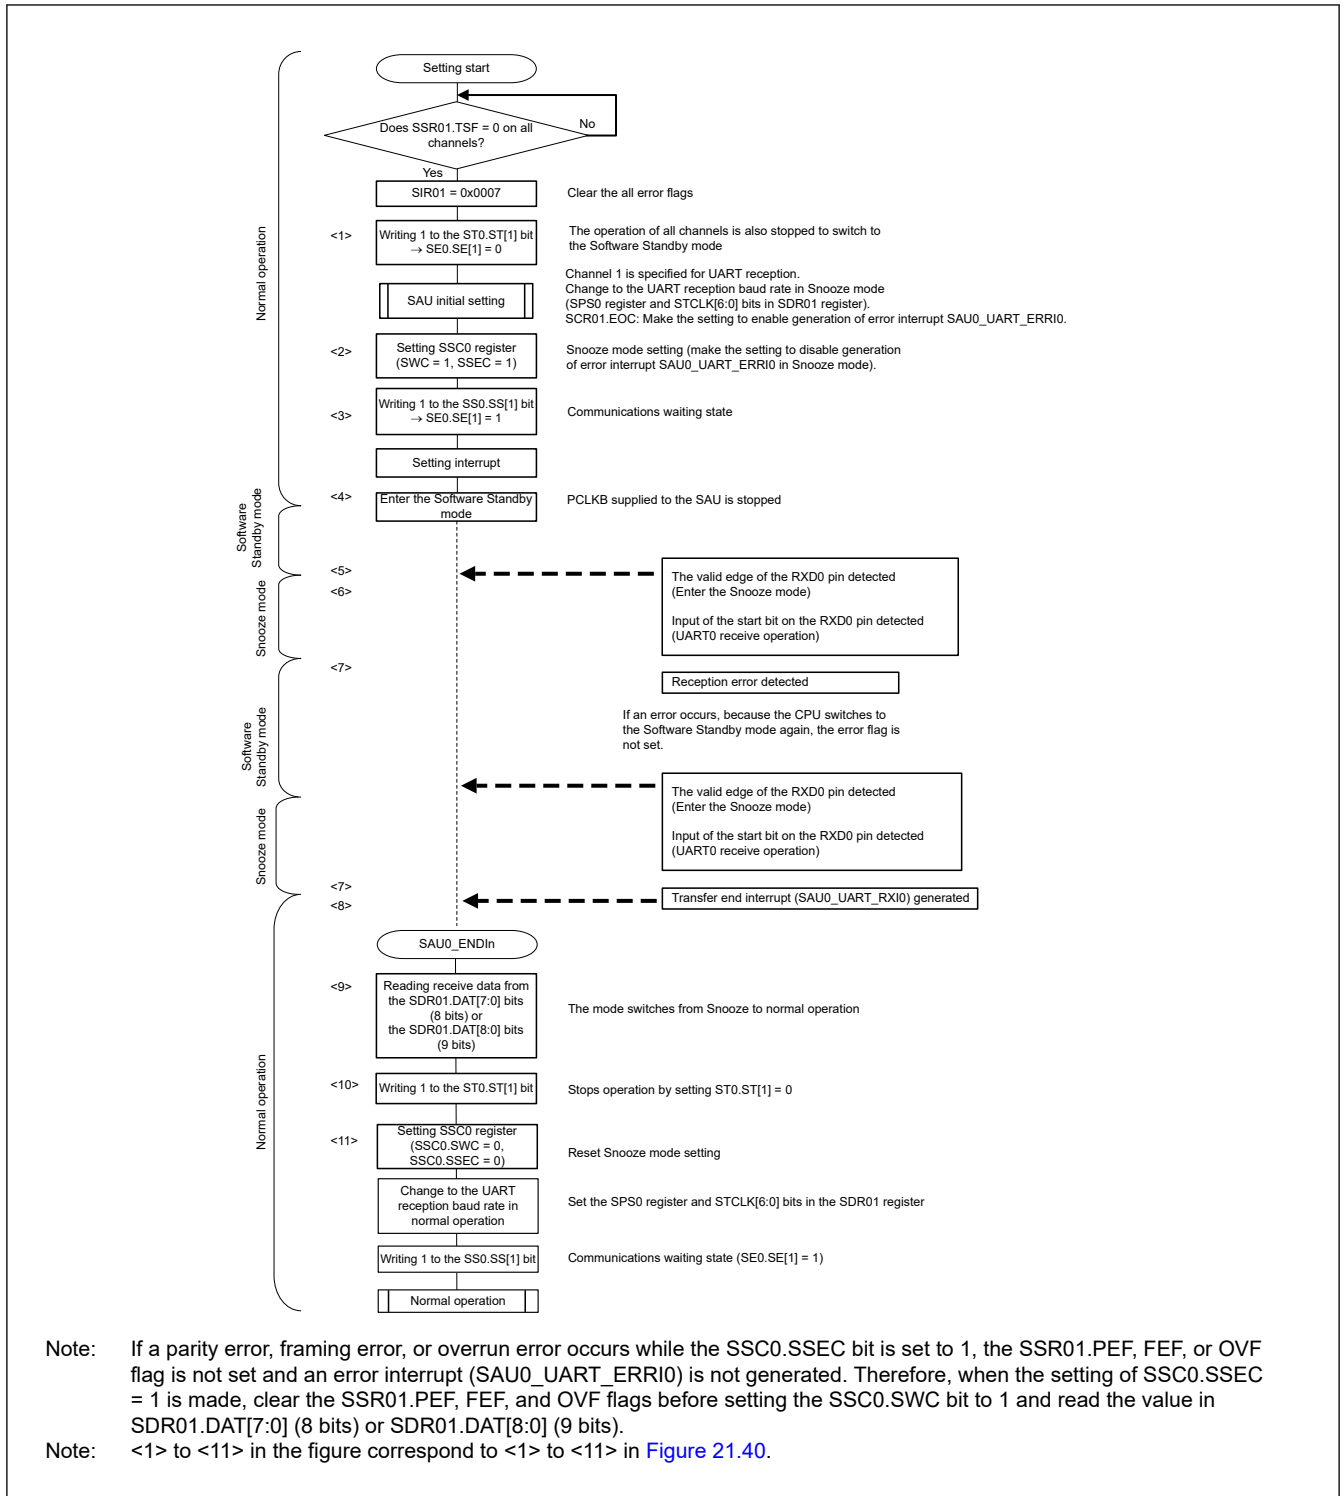 Setting start
Does SSR01.TSF = 0 on all
channels?
No
Yes
SIR01 = 0x0007
Clear the all error flags
<1>
Writing 1 to the ST0.ST[1] bit
→ SE0.SE[1] = 0
The operation of all channels is also stopped to switch to
the Software Standby mode
SAU initial setting
Channel 1 is specified for UART reception.
Change to the UART reception baud rate in Snooze mode
(SPS0 register and STCLK[6:0] bits in SDR01 register).
SCR01.EOC: Make the setting to enable generation of error interrupt SAU0_UART_ERRI0.
Normal operation
<2>
Setting SSC0 register
(SWC = 1, SSEC = 1)
Snooze mode setting (make the setting to disable generation
of error interrupt SAU0_UART_ERRI0 in Snooze mode).
<3>
Writing 1 to the SS0.SS[1] bit
→ SE0.SE[1] = 1
Communications waiting state
Setting interrupt
<4>
Enter the Software Standby
mode
PCLKB supplied to the SAU is stopped
Software
Standby mode
<5>
<6>
The valid edge of the RXD0 pin detected
(Enter the Snooze mode)
Input of the start bit on the RXD0 pin detected
(UART0 receive operation)
Snooze mode
<7>
Reception error detected
If an error occurs, because the CPU switches to
the Software Standby mode again, the error flag is
not set.
Software
Standby mode
The valid edge of the RXD0 pin detected
(Enter the Snooze mode)
Input of the start bit on the RXD0 pin detected
(UART0 receive operation)
Snooze mode
<7>
<8>
Transfer end interrupt (SAU0_UART_RXI0) generated
SAU0_ENDIn
<9>
Reading receive data from
the SDR01.DAT[7:0] bits
(8 bits) or
the SDR01.DAT[8:0] bits
(9 bits)
The mode switches from Snooze to normal operation
<10>
Writing 1 to the ST0.ST[1] bit
Stops operation by setting ST0.ST[1] = 0
Normal operation
<11>
Setting SSC0 register
(SSC0.SWC = 0,
SSC0.SSEC = 0)
Reset Snooze mode setting
Change to the UART
reception baud rate in
normal operation
Set the SPS0 register and STCLK[6:0] bits in the SDR01 register
Writing 1 to the SS0.SS[1] bit
Communications waiting state (SE0.SE[1] = 1)
Normal operation
Note: If a parity error, framing error, or overrun error occurs while the SSC0.SSEC bit is set to 1, the SSR01.PEF, FEF, or OVF
flag is not set and an error interrupt (SAU0_UART_ERRI0) is not generated. Therefore, when the setting of SSC0.SSEC
= 1 is made, clear the SSR01.PEF, FEF, and OVF flags before setting the SSC0.SWC bit to 1 and read the value in
SDR01.DAT[7:0] (8 bits) or SDR01.DAT[8:0] (9 bits).
Note: <1> to <11> in the figure correspond to <1> to <11> in Figure 21.40.